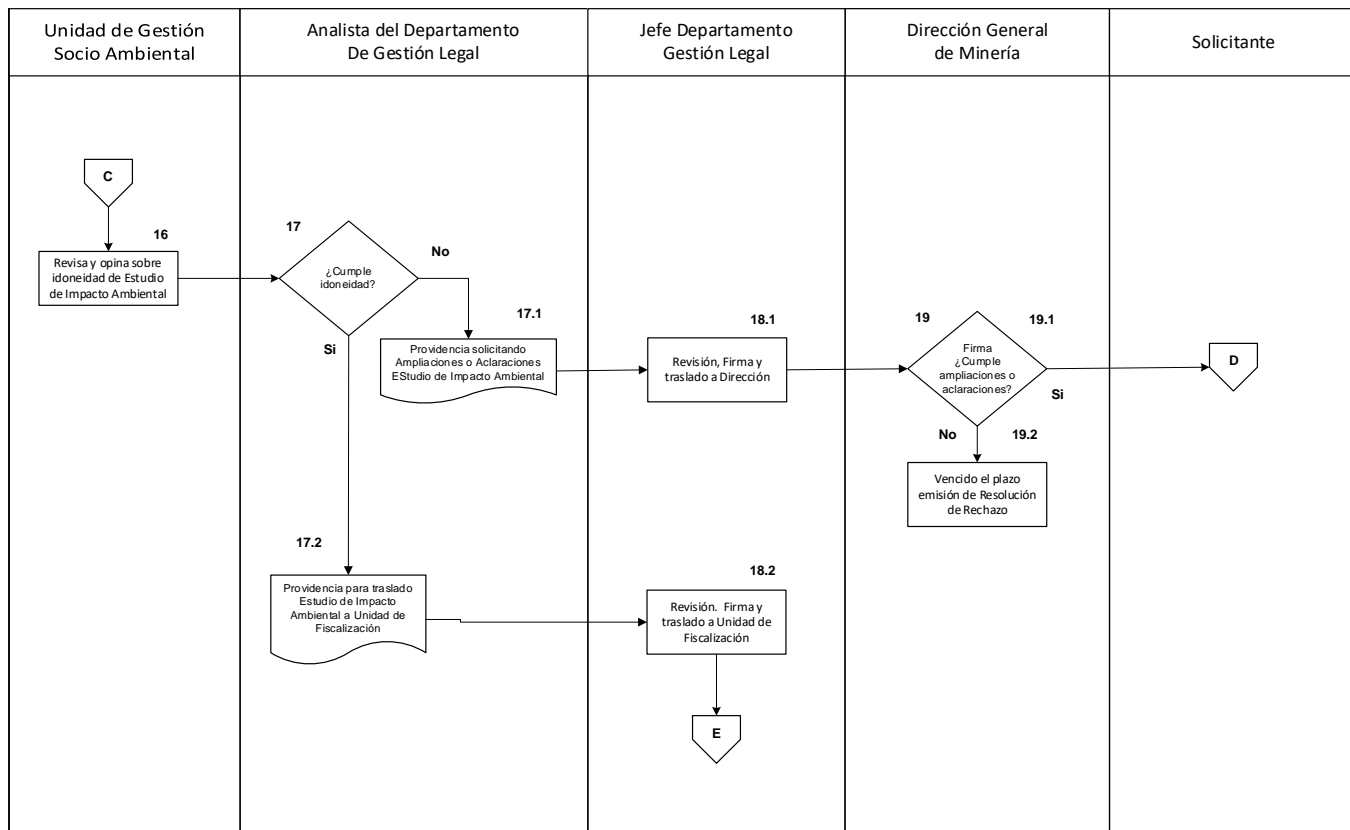 Unidad de Gestión
Socio Ambiental
Analista del Departamento
De Gestión Legal
Jefe Departamento
Gestión Legal
Dirección General
de Minería
Solicitante
C
16
Revisa y opina sobre
idoneidad de Estudio
de Impacto Ambiental
17
¿Cumple
idoneidad?
No
Si
17.1
Providencia solicitando
Ampliaciones o Aclaraciones
EStudio de Impacto Ambiental
18.1
Revisión, Firma y
traslado a Dirección
19
19.1
Firma
¿Cumple
ampliaciones o
aclaraciones?
Si
D
No
19.2
Vencido el plazo
emisión de Resolución
de Rechazo
17.2
Providencia para traslado
Estudio de Impacto
Ambiental a Unidad de
Fiscalización
18.2
Revisión. Firma y
traslado a Unidad de
Fiscalización
E